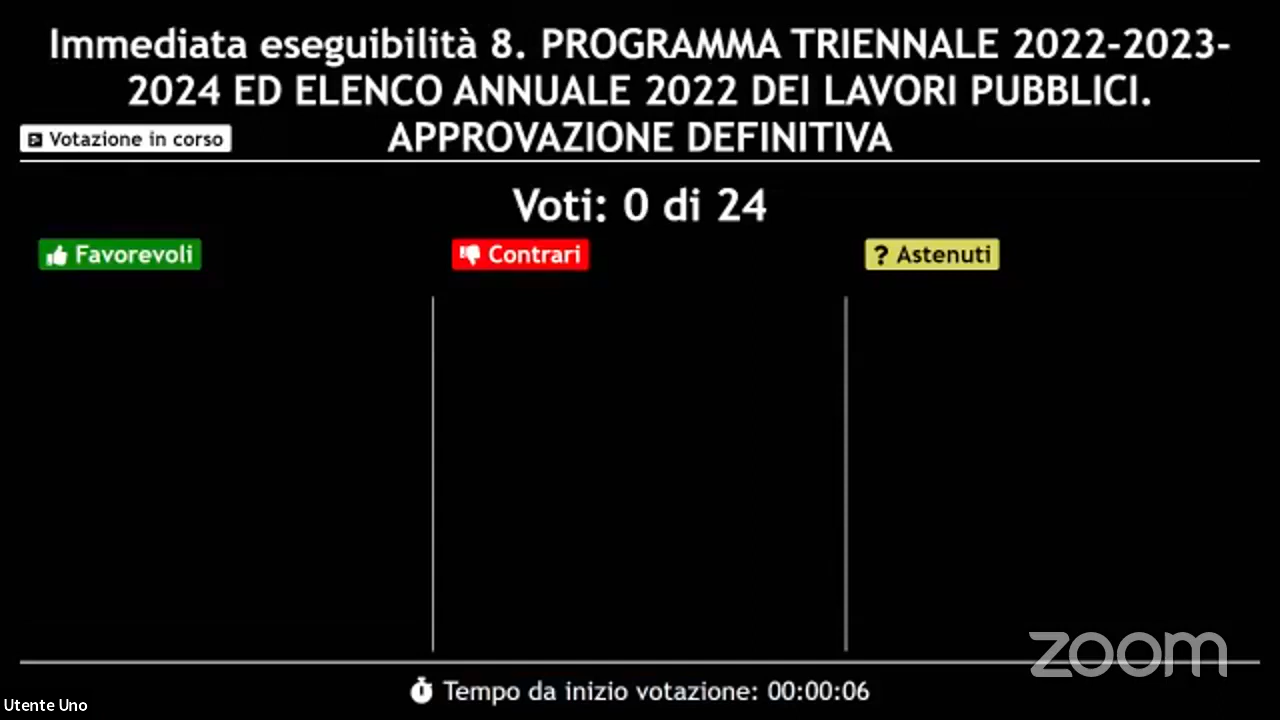 Immediata eseguibilità 8. PROGRAMMA TRIENNALE 2022-2023-
2024 ED ELENCO ANNUALE 2022 DEI LAVORI PUBBLICI.
APPROVAZIONE DEFINITIVA
Votazione in corso
Voti: 0 di 24
Favorevoli
Contrari
? Astenuti
zoom
Tempo da inizio votazione: 00:00:06
Utente Uno